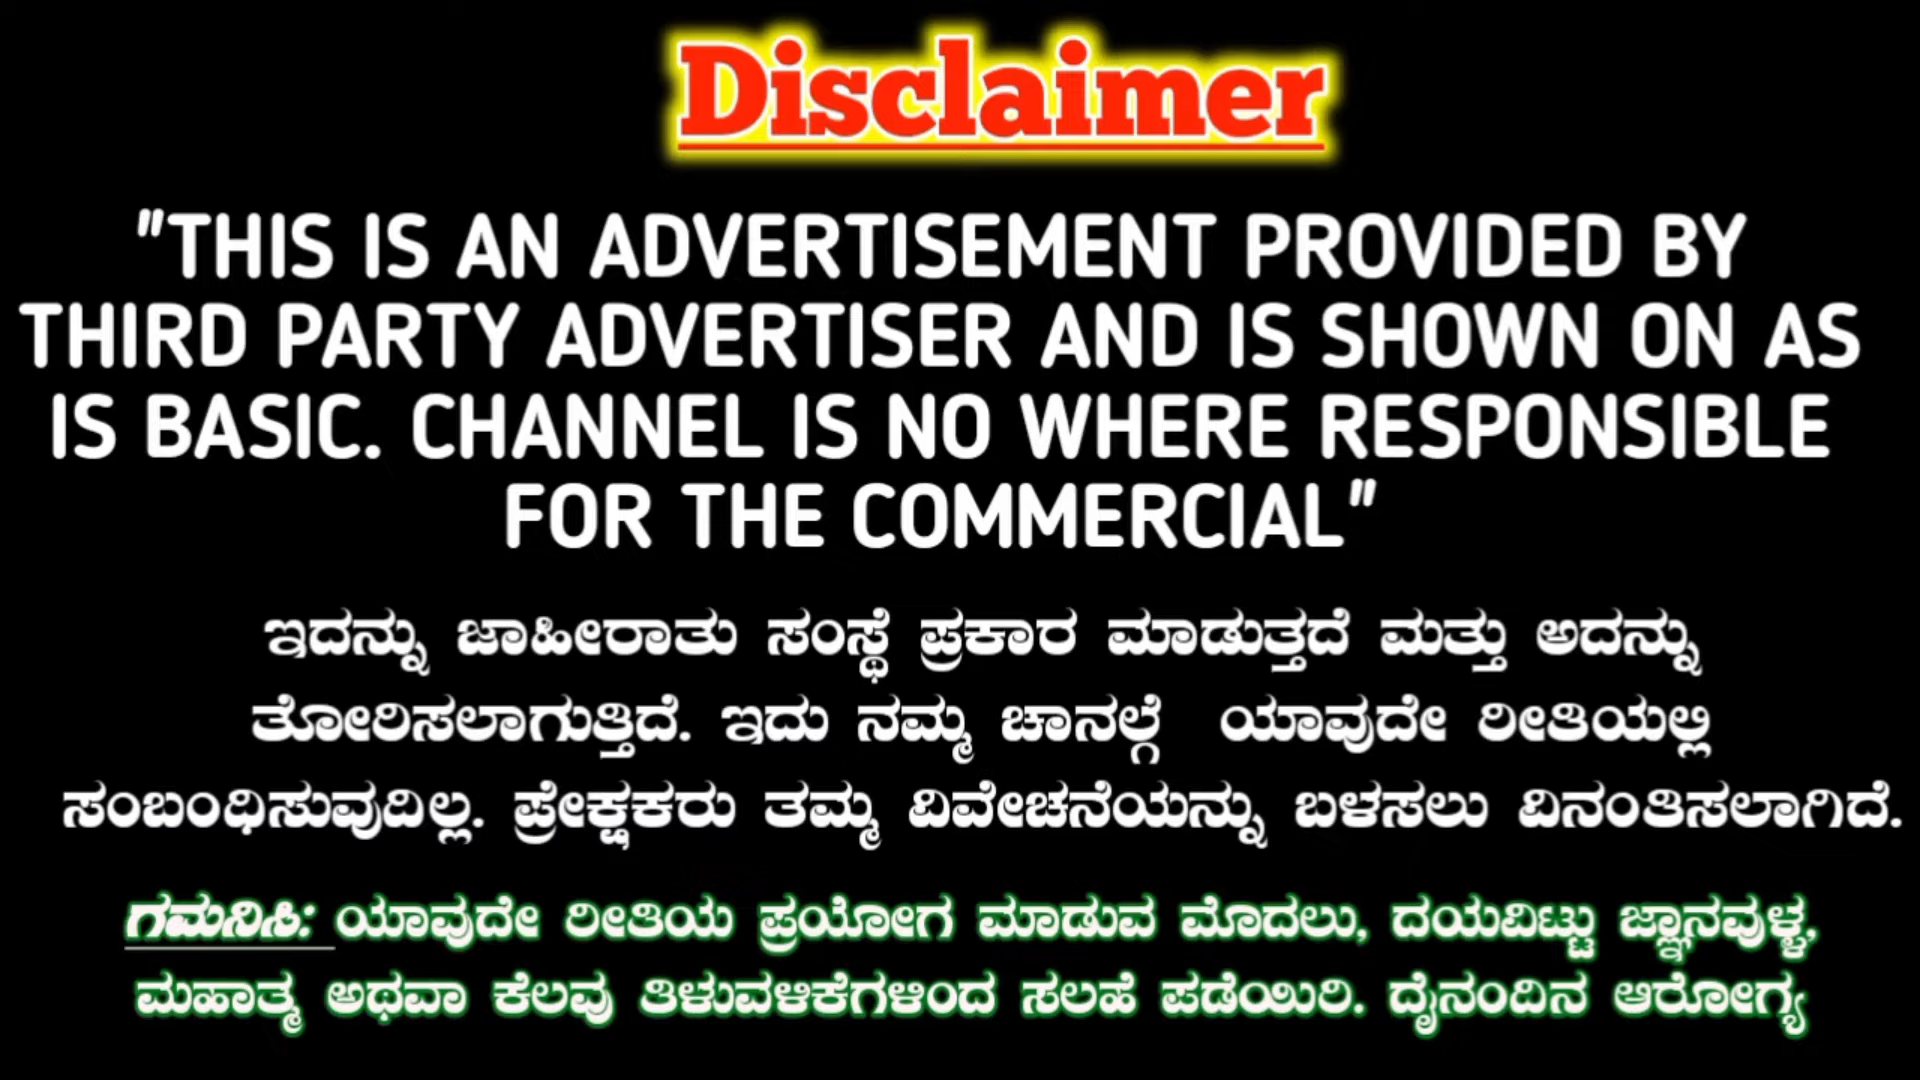 Disclaimer
"THIS IS AN ADVERTISEMENT PROVIDED BY
THIRD PARTY ADVERTISER AND IS SHOWN ON AS
IS BASIC. CHANNEL IS NO WHERE RESPONSIBLE
FOR THE COMMERCIAL"
ಇದನ್ನು ಜಾಹೀರಾತು ಸಂಸ್ಥೆ ಪ್ರಕಾರ ಮಾಡುತ್ತದೆ ಮತ್ತು ಅದನ್ನು
ತೋರಿಸಲಾಗುತ್ತಿದೆ. ಇದು ನಮ್ಮ ಚಾನಲ್ಗೆ ಯಾವುದೇ ರೀತಿಯಲ್ಲಿ
ಸಂಬಂಧಿಸುವುದಿಲ್ಲ. ಪ್ರೇಕ್ಷಕರು ತಮ್ಮ ವಿವೇಚನೆಯನ್ನು ಬಳಸಲು ವಿನಂತಿಸಲಾಗಿದೆ.
ಗಮನಿಸಿ: ಯಾವುದೇ ರೀತಿಯ ಪ್ರಯೋಗ ಮಾಡುವ ಮೊದಲು, ದಯವಿಟ್ಟು ಜ್ಞಾನವುಳ್ಳ,
ಮಹಾತ್ಮ ಅಥವಾ ಕೆಲವು ತಿಳುವಳಿಕೆಗಳಿಂದ ಸಲಹೆ ಪಡೆಯಿರಿ. ದೈನಂದಿನ ಆರೋಗ್ಯ